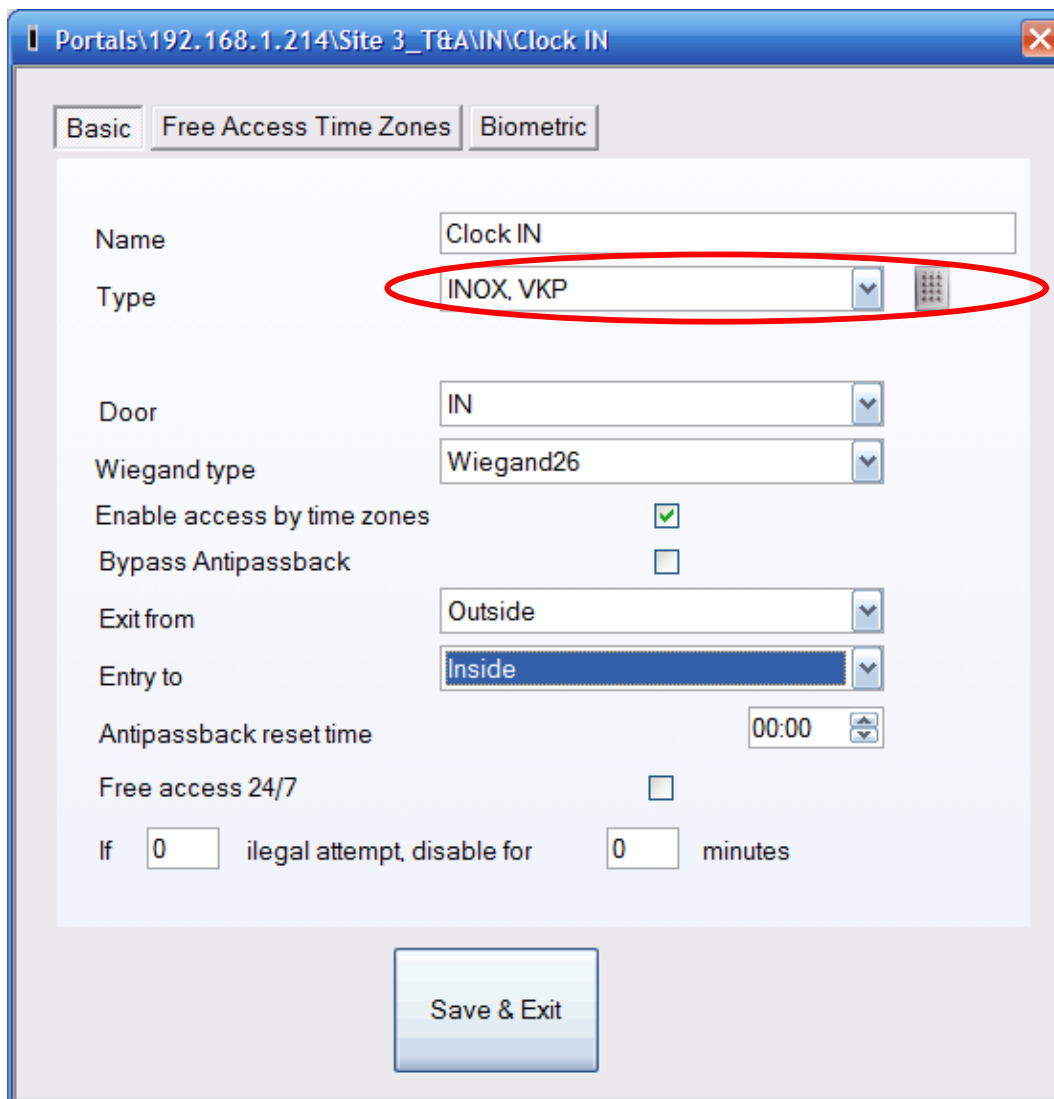 Portals\192.168.1.214\Site 3_T&A\IN\Clock IN
Basic Free Access Time Zones Biometric
Name Clock IN
Type INOX, VKP
Door IN
Wiegand type Wiegand26
Enable access by time zones
Bypass Antipassback
Exit from Outside
Entry to Inside
Antipassback reset time 00:00
Free access 24/7
If 0 ilegal attempt, disable for 0 minutes
Save & Exit